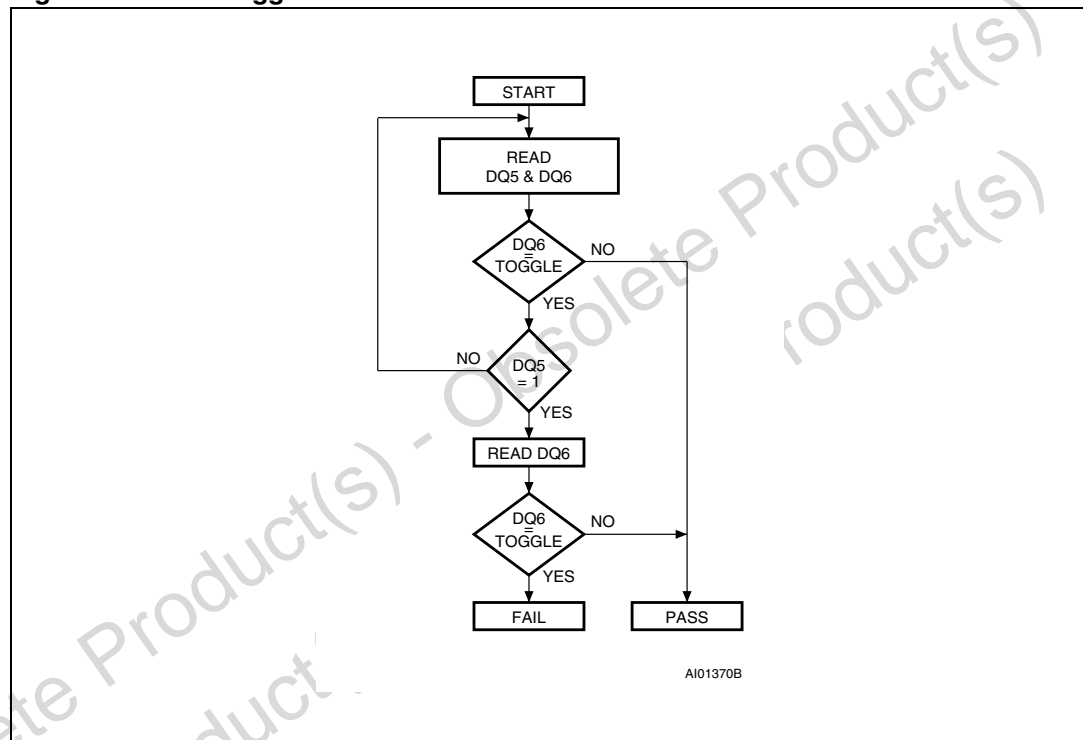 START
READ
DQ5 & DQ6
DQ6
=
TOGGLE
NO
YES
DQ5
= 1
NO
YES
READ DQ6
DQ6
=
TOGGLE
NO
YES
FAIL
PASS
AI01370B
Product(s) - Obsolete Product(s)